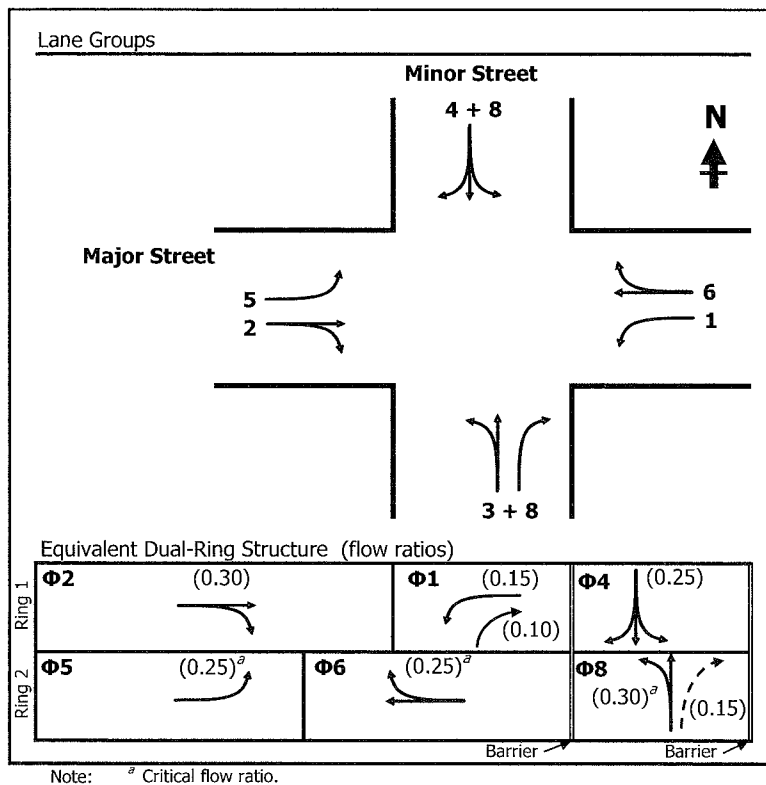 Lane Groups
Minor Street
4 + 8
N
Major Street
5
6
2
1
3 + 8
Equivalent Dual-Ring Structure (flow ratios)
Ring 1
Φ2 (0.30) Φ1 (0.15) Φ4 (0.25)
(0.10)
Ring 2
Φ5 (0.25)ᵃ Φ6 (0.25)ᵃ Φ8
(0.30)ᵃ (0.15)
Barrier Barrier
Note: ᵃ Critical flow ratio.